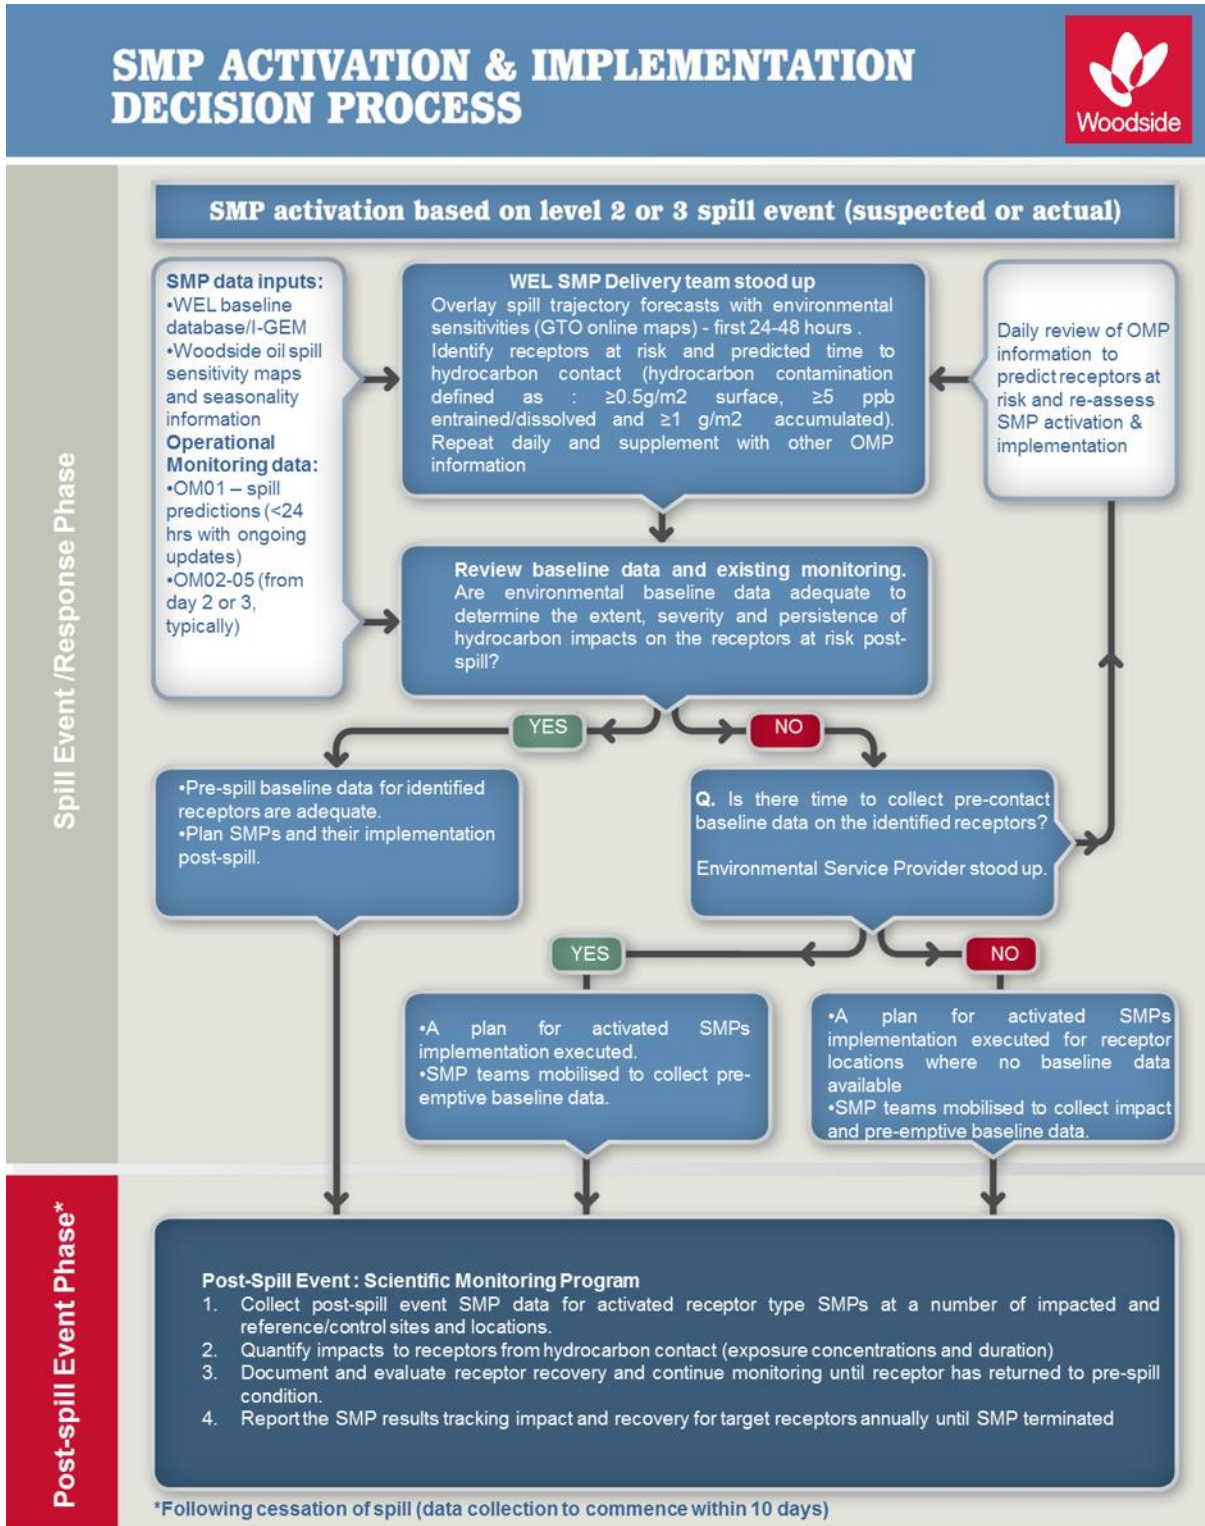 SMP ACTIVATION & IMPLEMENTATION
DECISION PROCESS
Woodside
Spill Event /Response Phase
SMP activation based on level 2 or 3 spill event (suspected or actual)
SMP data inputs:
•WEL baseline
database/I-GEM
•Woodside oil spill
sensitivity maps
and seasonality
information
Operational
Monitoring data:
•OM01 – spill
predictions (<24
hrs with ongoing
updates)
•OM02-05 (from
day 2 or 3,
typically)
WEL SMP Delivery team stood up
Overlay spill trajectory forecasts with environmental
sensitivities (GTO online maps) - first 24-48 hours .
Identify receptors at risk and predicted time to
hydrocarbon contact (hydrocarbon contamination
defined as : ≥0.5g/m2 surface, ≥5 ppb
entrained/dissolved and ≥1 g/m2 accumulated).
Repeat daily and supplement with other OMP
information
Daily review of OMP
information to
predict receptors at
risk and re-assess
SMP activation &
implementation
Review baseline data and existing monitoring.
Are environmental baseline data adequate to
determine the extent, severity and persistence of
hydrocarbon impacts on the receptors at risk post-
spill?
YES
NO
•Pre-spill baseline data for identified
receptors are adequate.
•Plan SMPs and their implementation
post-spill.
Q. Is there time to collect pre-contact
baseline data on the identified receptors?
Environmental Service Provider stood up.
YES
NO
•A plan for activated SMPs
implementation executed.
•SMP teams mobilised to collect pre-
emptive baseline data.
•A plan for activated SMPs
implementation executed for receptor
locations where no baseline data
available
•SMP teams mobilised to collect impact
and pre-emptive baseline data.
Post-spill Event Phase*
Post-Spill Event : Scientific Monitoring Program
1. Collect post-spill event SMP data for activated receptor type SMPs at a number of impacted and
reference/control sites and locations.
2. Quantify impacts to receptors from hydrocarbon contact (exposure concentrations and duration)
3. Document and evaluate receptor recovery and continue monitoring until receptor has returned to pre-spill
condition.
4. Report the SMP results tracking impact and recovery for target receptors annually until SMP terminated
*Following cessation of spill (data collection to commence within 10 days)